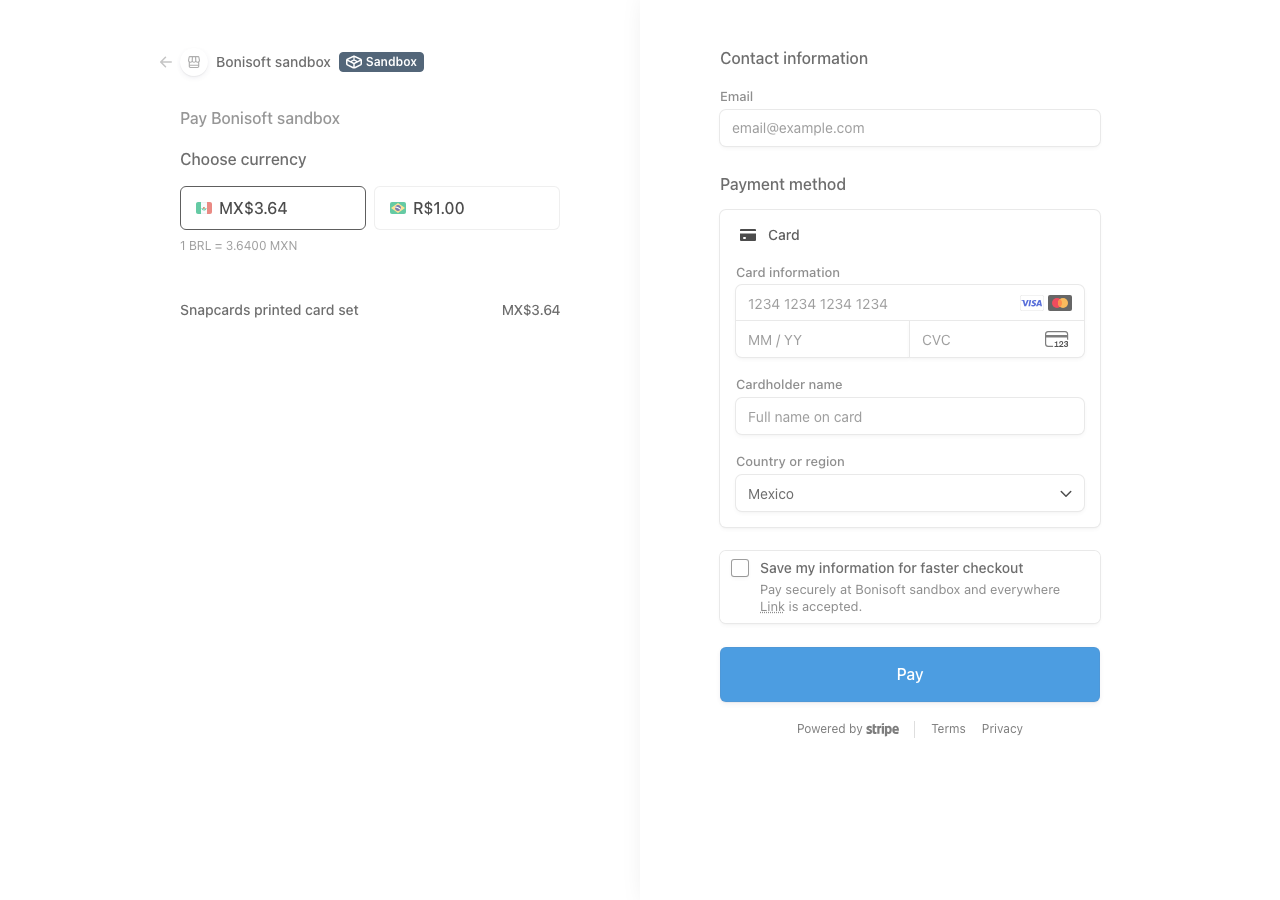 Bonisoft sandbox Sandbox
Pay Bonisoft sandbox
Choose currency
MX$3.64 R$1.00
1 BRL = 3.6400 MXN
Snapcards printed card set MX$3.64
Contact information
Email
email@example.com
Payment method
Card
Card information
1234 1234 1234 1234 VISA
MM / YY CVC 123
Cardholder name
Full name on card
Country or region
Mexico
Save my information for faster checkout
Pay securely at Bonisoft sandbox and everywhere
Link is accepted.
Pay
Powered by stripe Terms Privacy